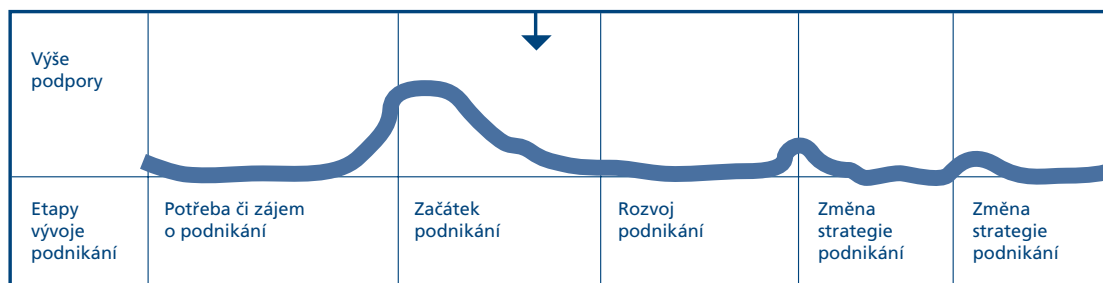 Výše
podpory
Etapy
vývoje
podnikání
Potřeba či zájem
o podnikání
Začátek
podnikání
Rozvoj
podnikání
Změna
strategie
podnikání
Změna
strategie
podnikání